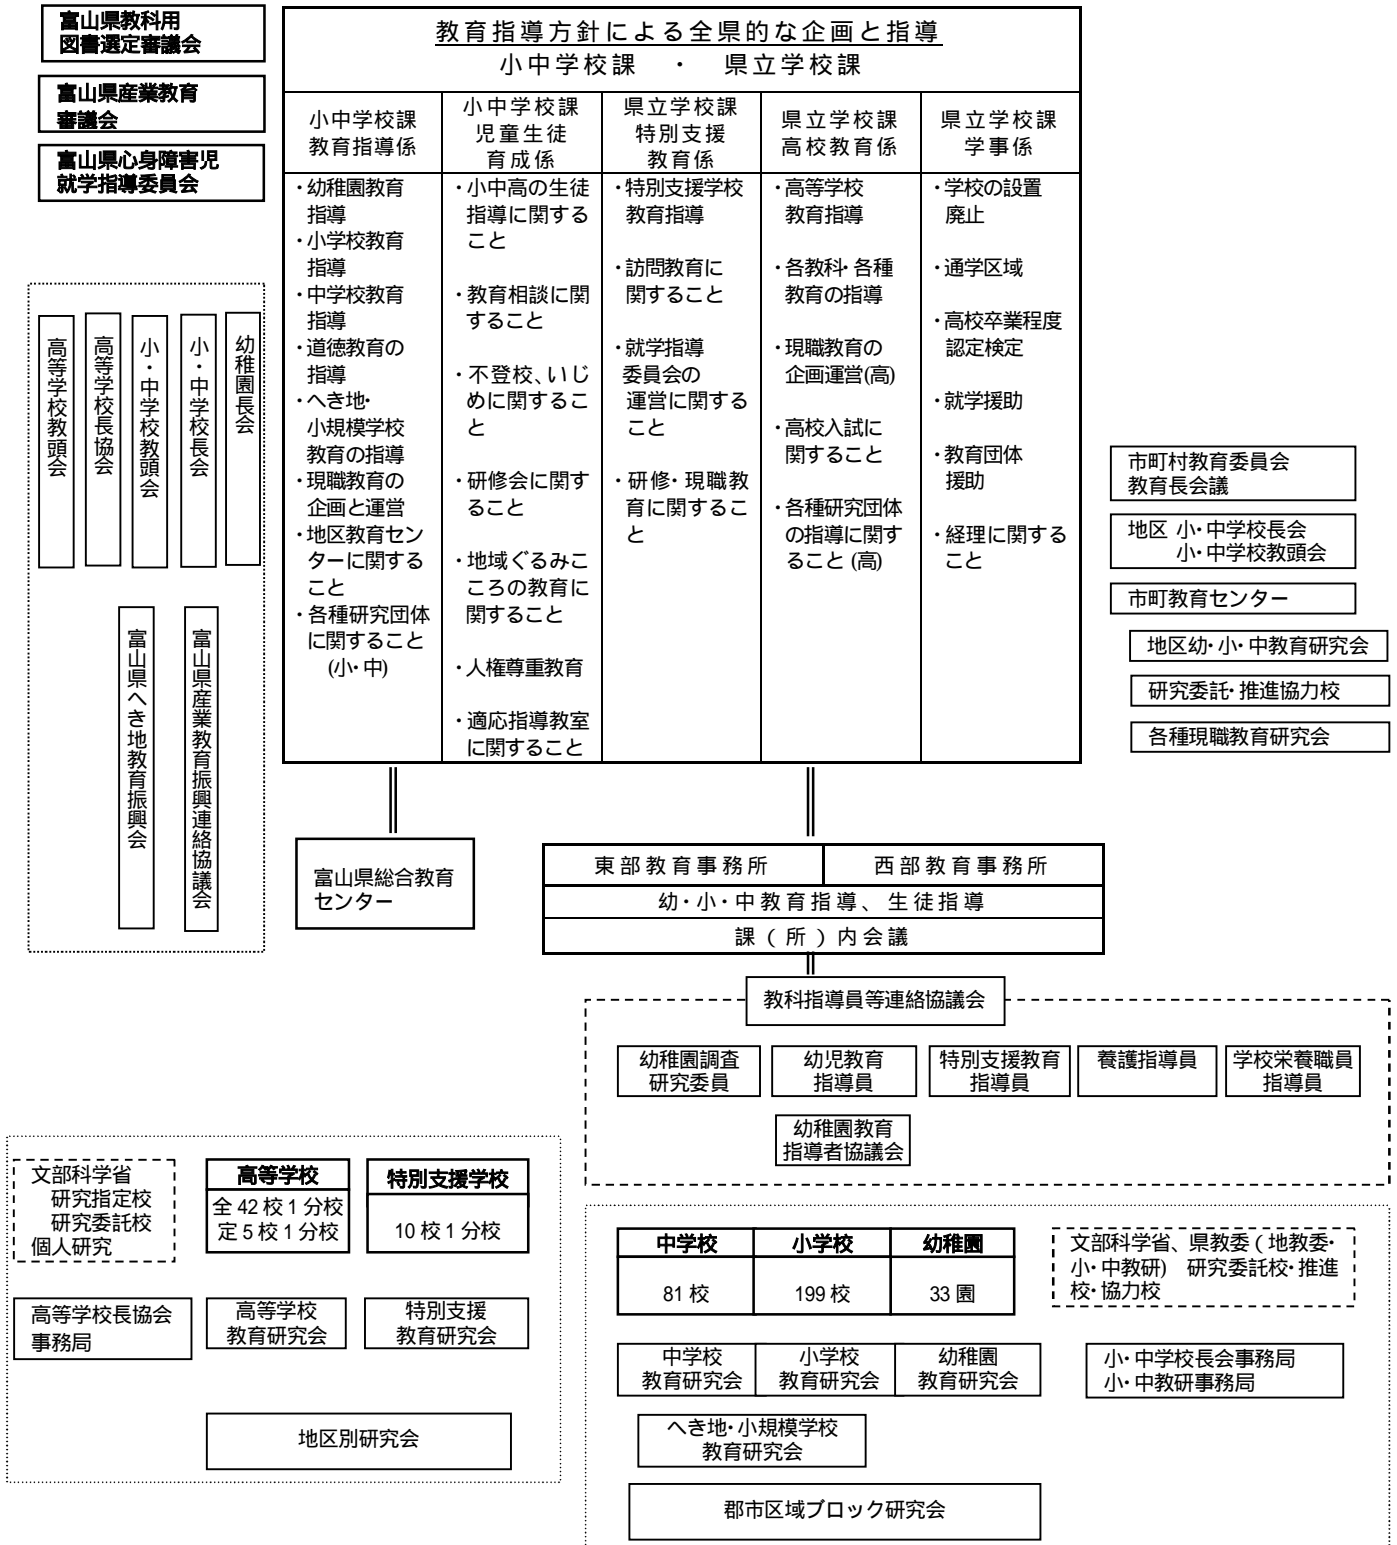 富山県教科用
図書選定審議会
富山県産業教育
審議会
富山県心身障害児
就学指導委員会
教育指導方針による全県的な企画と指導
小中学校課 ・ 県立学校課
小中学校課
教育指導係
小中学校課
児童生徒
育成係
県立学校課
特別支援
教育係
県立学校課
高校教育係
県立学校課
学事係
・幼稚園教育
指導
・小学校教育
指導
・中学校教育
指導
・道徳教育の
指導
・へき地・
小規模学校
教育の指導
・現職教育の
企画と運営
・地区教育セン
ターに関する
こと
・各種研究団体
に関すること
(小・中)
・小中高の生徒
指導に関する
こと
・教育相談に関
すること
・不登校、いじ
めに関するこ
と
・研修会に関す
ること
・地域ぐるみこ
ころの教育に
関すること
・人権尊重教育
・適応指導教室
に関すること
・特別支援学校
教育指導
・訪問教育に
関すること
・就学指導
委員会の
運営に関する
こと
・研修・現職教
育に関するこ
と
・高等学校
教育指導
・各教科・各種
教育の指導
・現職教育の
企画運営(高)
・高校入試に
関すること
・各種研究団体
の指導に関す
ること(高)
・学校の設置
廃止
・通学区域
・高校卒業程度
認定検定
・就学援助
・教育団体
援助
・経理に関する
こと
高等学校教頭会
高等学校長協会
小・中学校教頭会
小・中学校長会
幼稚園長会
富山県へき地教育振興会
富山県産業教育振興連絡協議会
市町村教育委員会
教育長会議
地区 小・中学校長会
小・中学校教頭会
市町教育センター
地区幼・小・中教育研究会
研究委託・推進協力校
各種現職教育研究会
富山県総合教育
センター
東部教育事務所
西部教育事務所
幼・小・中教育指導、生徒指導
課(所)内会議
教科指導員等連絡協議会
幼稚園調査
研究委員
幼児教育
指導員
特別支援教育
指導員
養護指導員
学校栄養職員
指導員
幼稚園教育
指導者協議会
文部科学省
研究指定校
研究委託校
個人研究
高等学校
全42校1分校
定5校1分校
特別支援学校
10校1分校
高等学校長協会
事務局
高等学校
教育研究会
特別支援
教育研究会
地区別研究会
中学校
81校
小学校
199校
幼稚園
33園
文部科学省、県教委(地教委・
小・中教研) 研究委託校・推進
校・協力校
中学校
教育研究会
小学校
教育研究会
幼稚園
教育研究会
小・中学校長会事務局
小・中教研事務局
へき地・小規模学校
教育研究会
郡市区域ブロック研究会